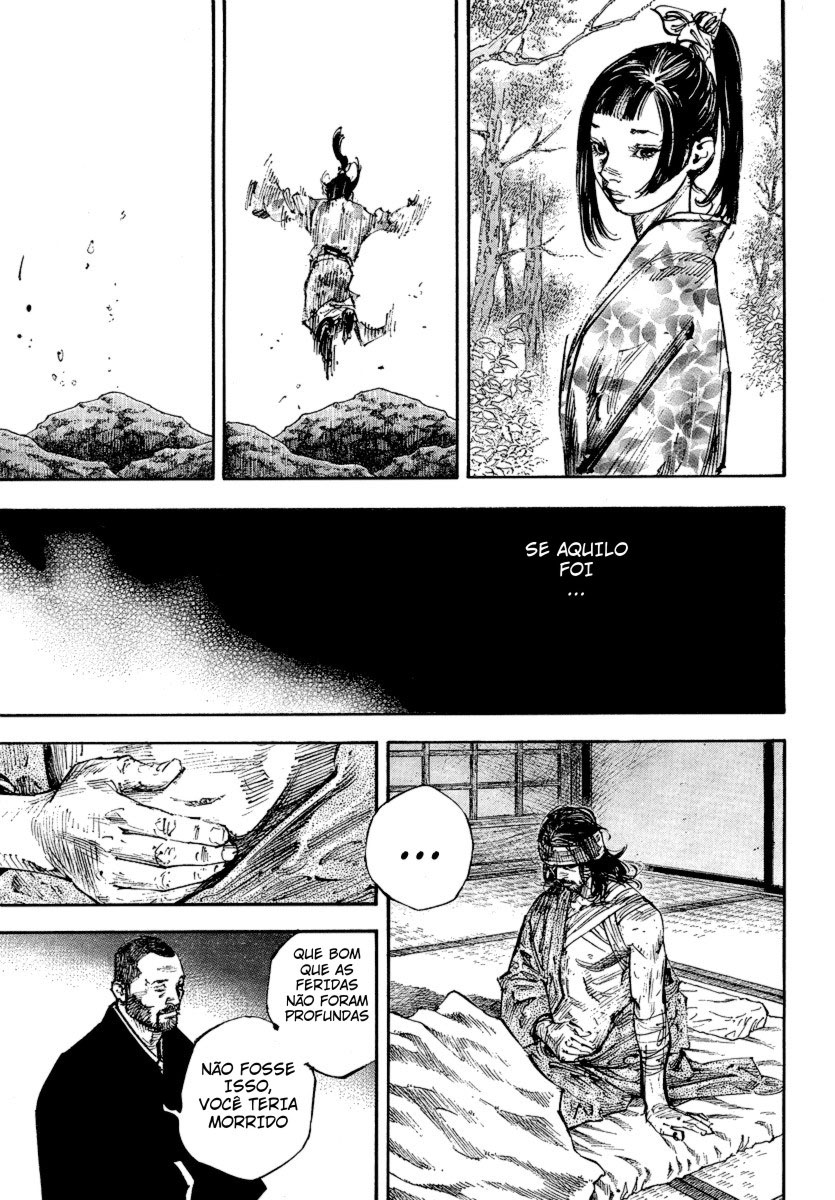 SE AQUILO
FOI
...
...
QUE BOM
QUE AS
FERIDAS
NÃO FORAM
PROFUNDAS
NÃO FOSSE
ISSO,
VOCÊ TERIA
MORRIDO